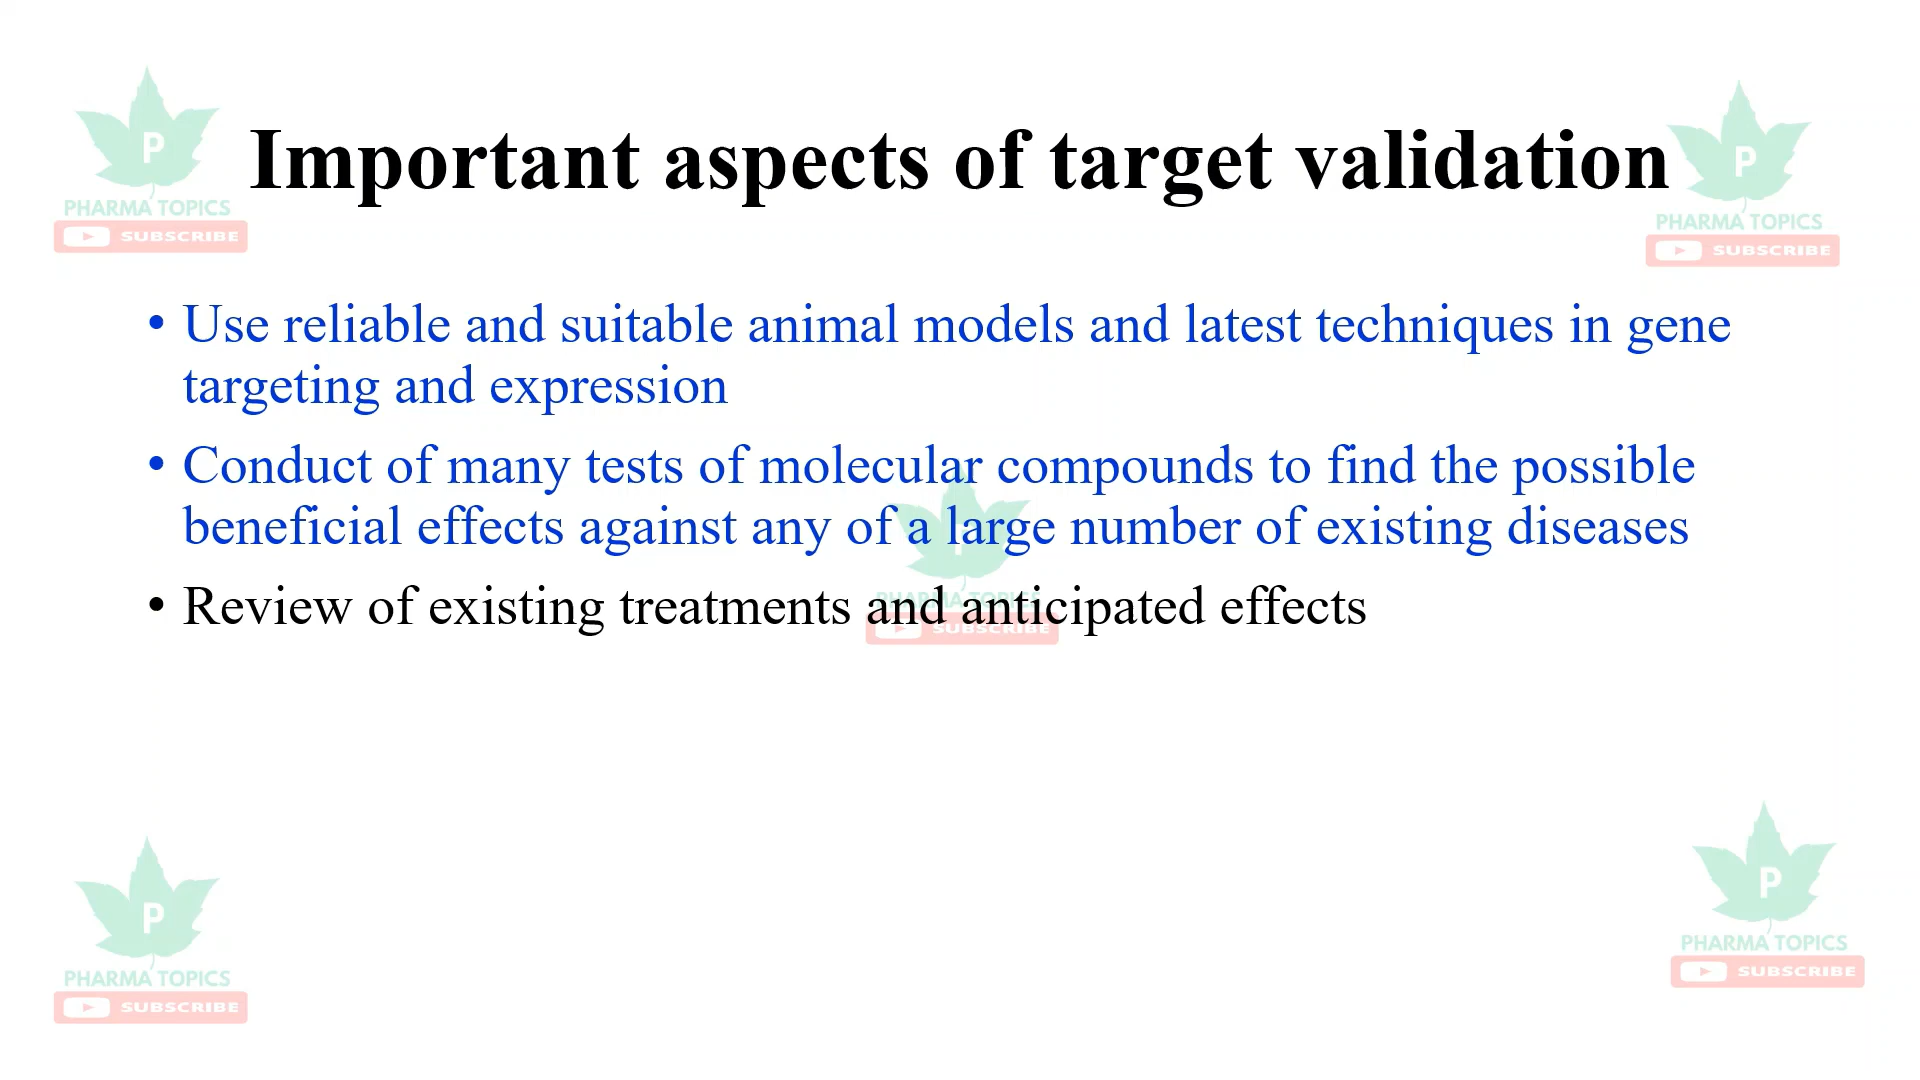 P
PHARMA TOPICS
SUBSCRIBE
Important aspects of target validation
P
PHARMA TOPICS
SUBSCRIBE
• Use reliable and suitable animal models and latest techniques in gene
targeting and expression
• Conduct of many tests of molecular compounds to find the possible
beneficial effects against any of a large number of existing diseases
• Review of existing treatments and anticipated effects
PHARMA TOPICS
SUBSCRIBE
P
PHARMA TOPICS
SUBSCRIBE
P
PHARMA TOPICS
SUBSCRIBE